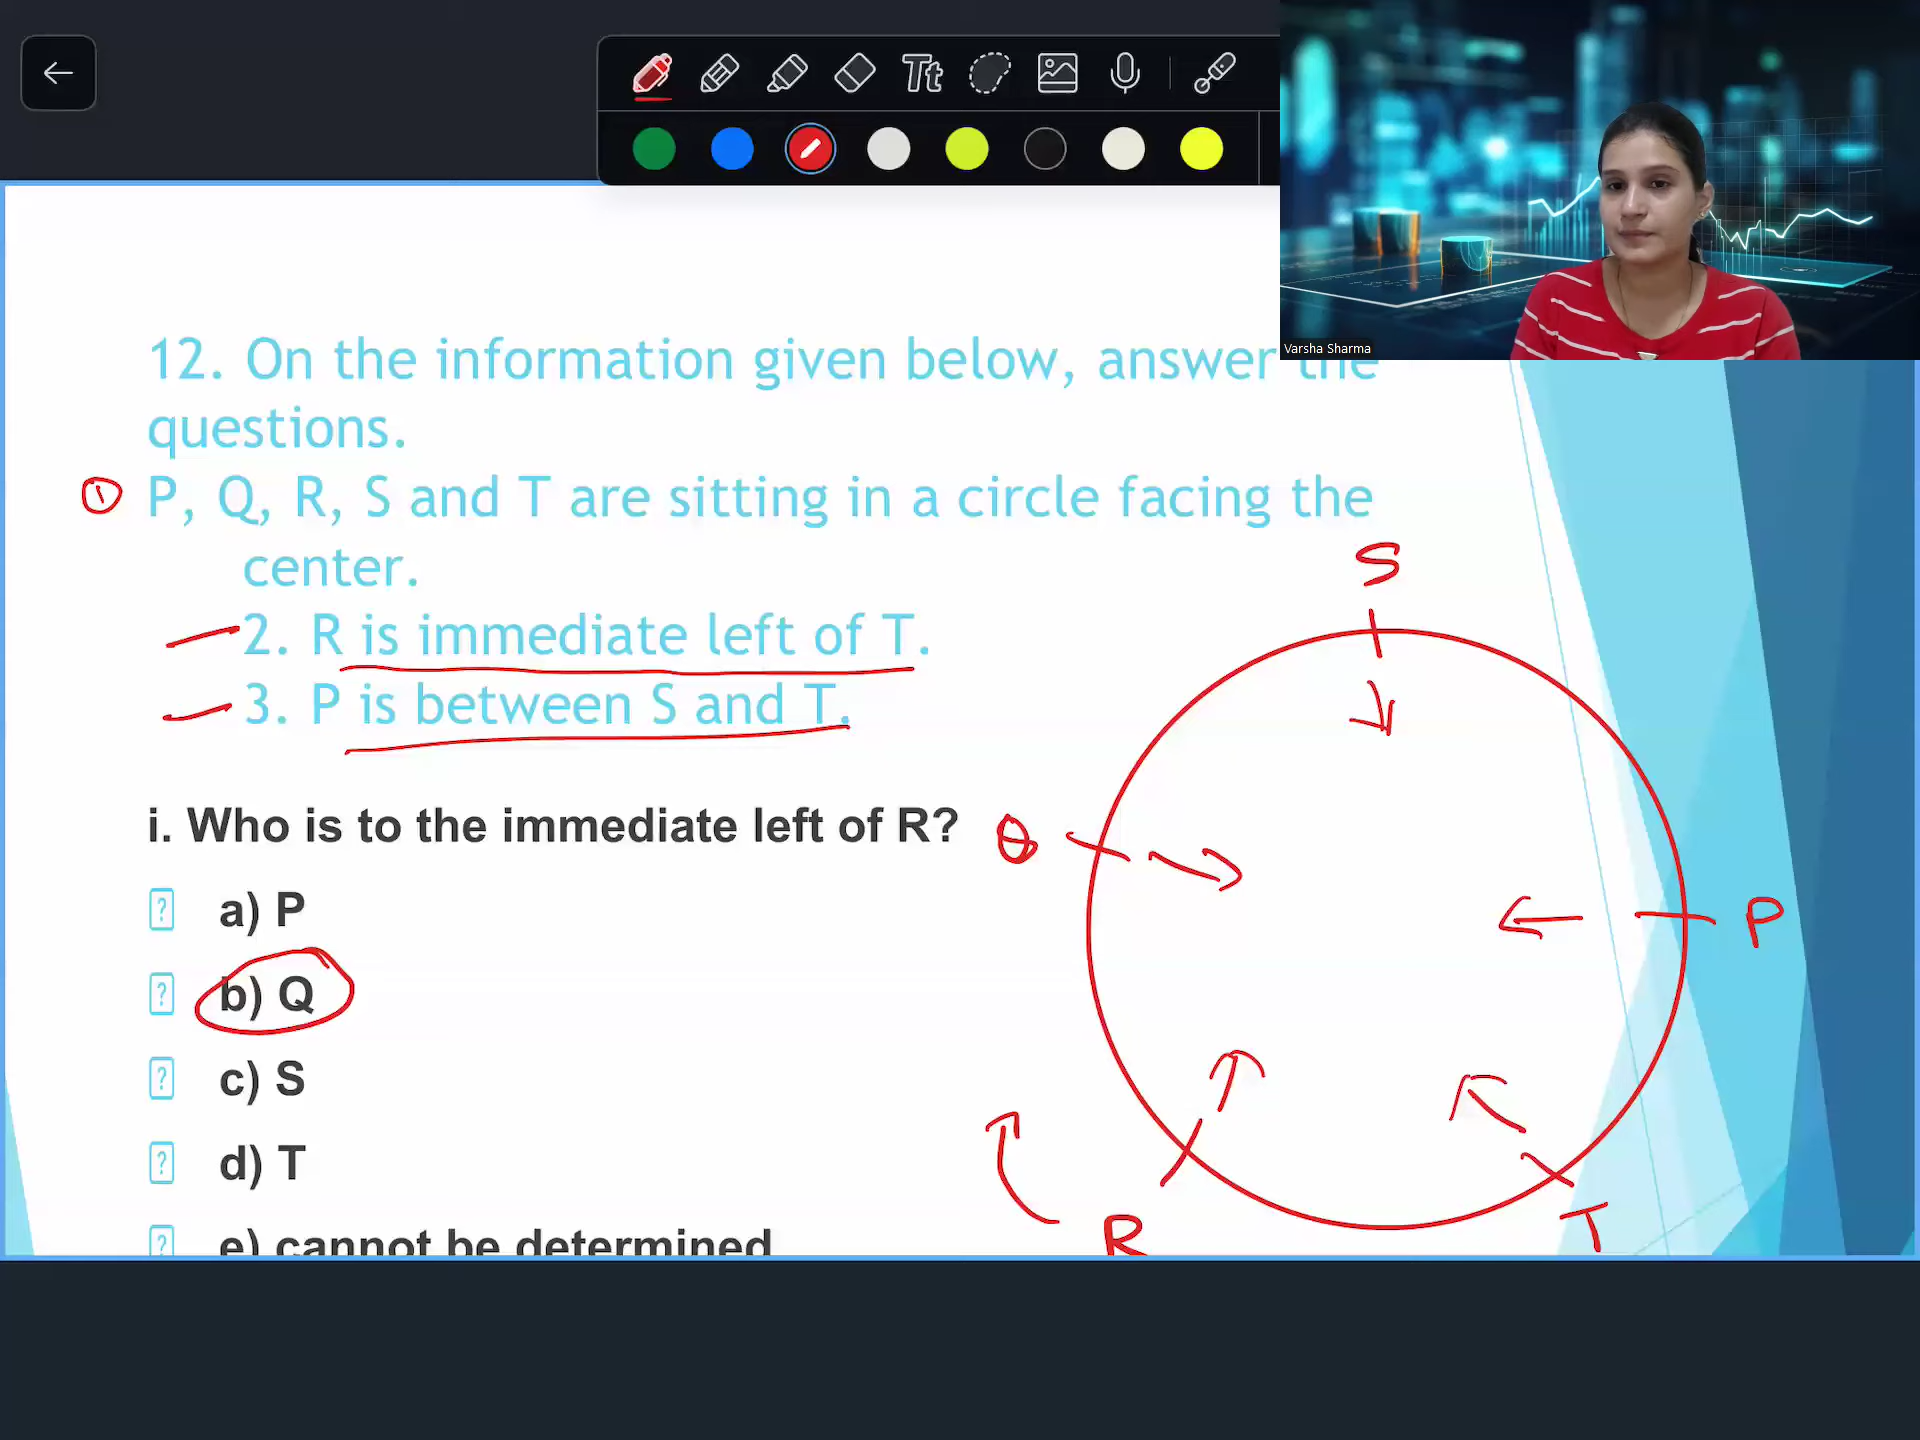 Tt
Varsha Sharma
12. On the information given below, answer the
questions.
① P, Q, R, S and T are sitting in a circle facing the
center.
2. R is immediate left of T.
3. P is between S and T.
i. Who is to the immediate left of R?
a) P
b) Q
c) S
d) T
e) cannot be determined
S
Q
P
R
T